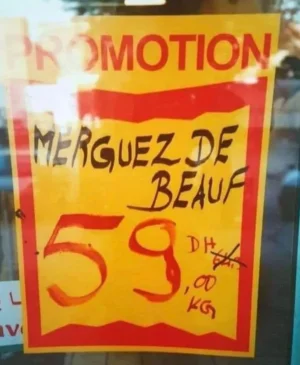 PROMOTION
MERGUEZ DE
BEAUF
59,00
DH
KG